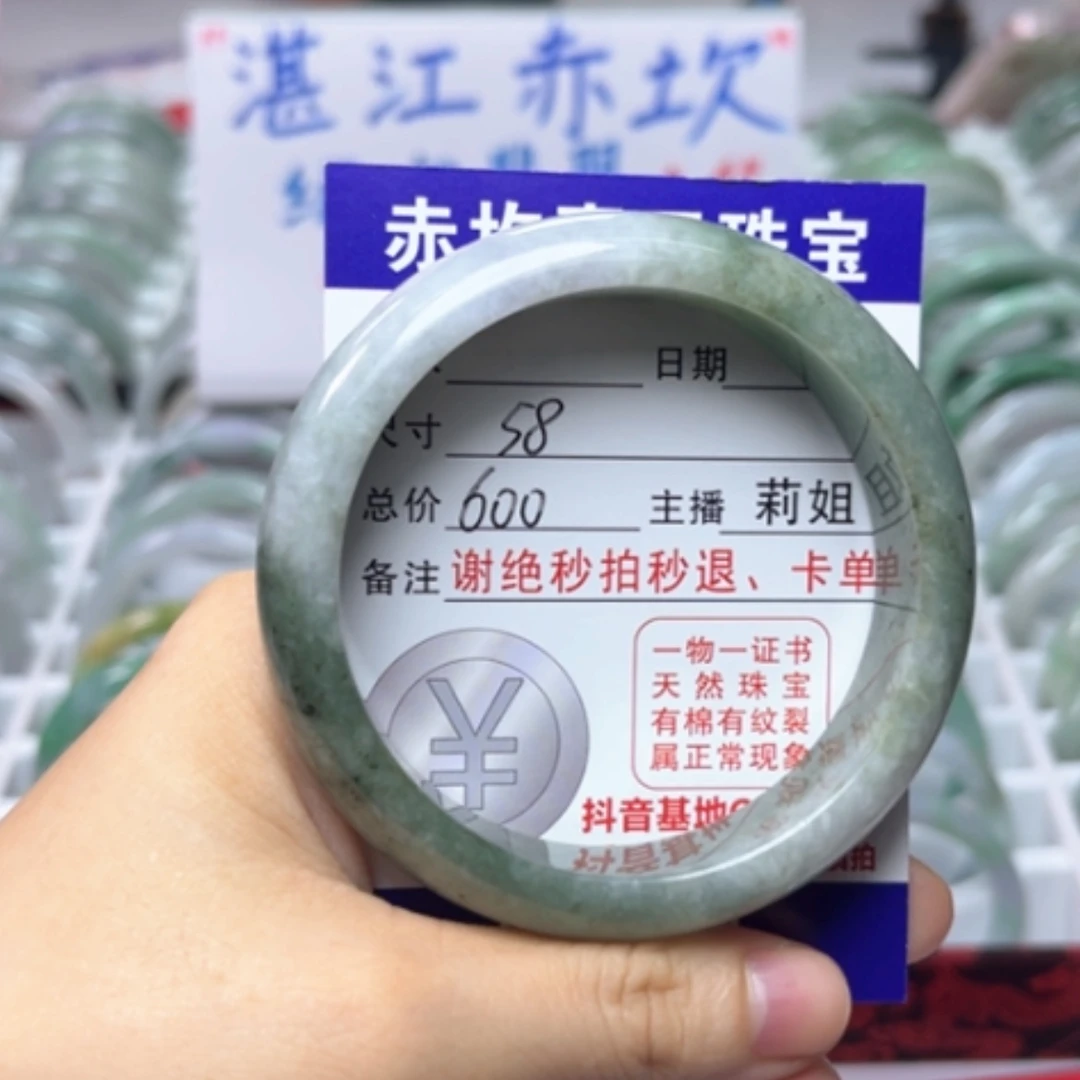 湛江赤坎
赤
珠宝
日期
尺寸 58
总价 600 主播 莉姐
备注 谢绝秒拍秒退、卡单
一物一证书
天然珠宝
有棉有纹裂
属正常现象
抖音基地